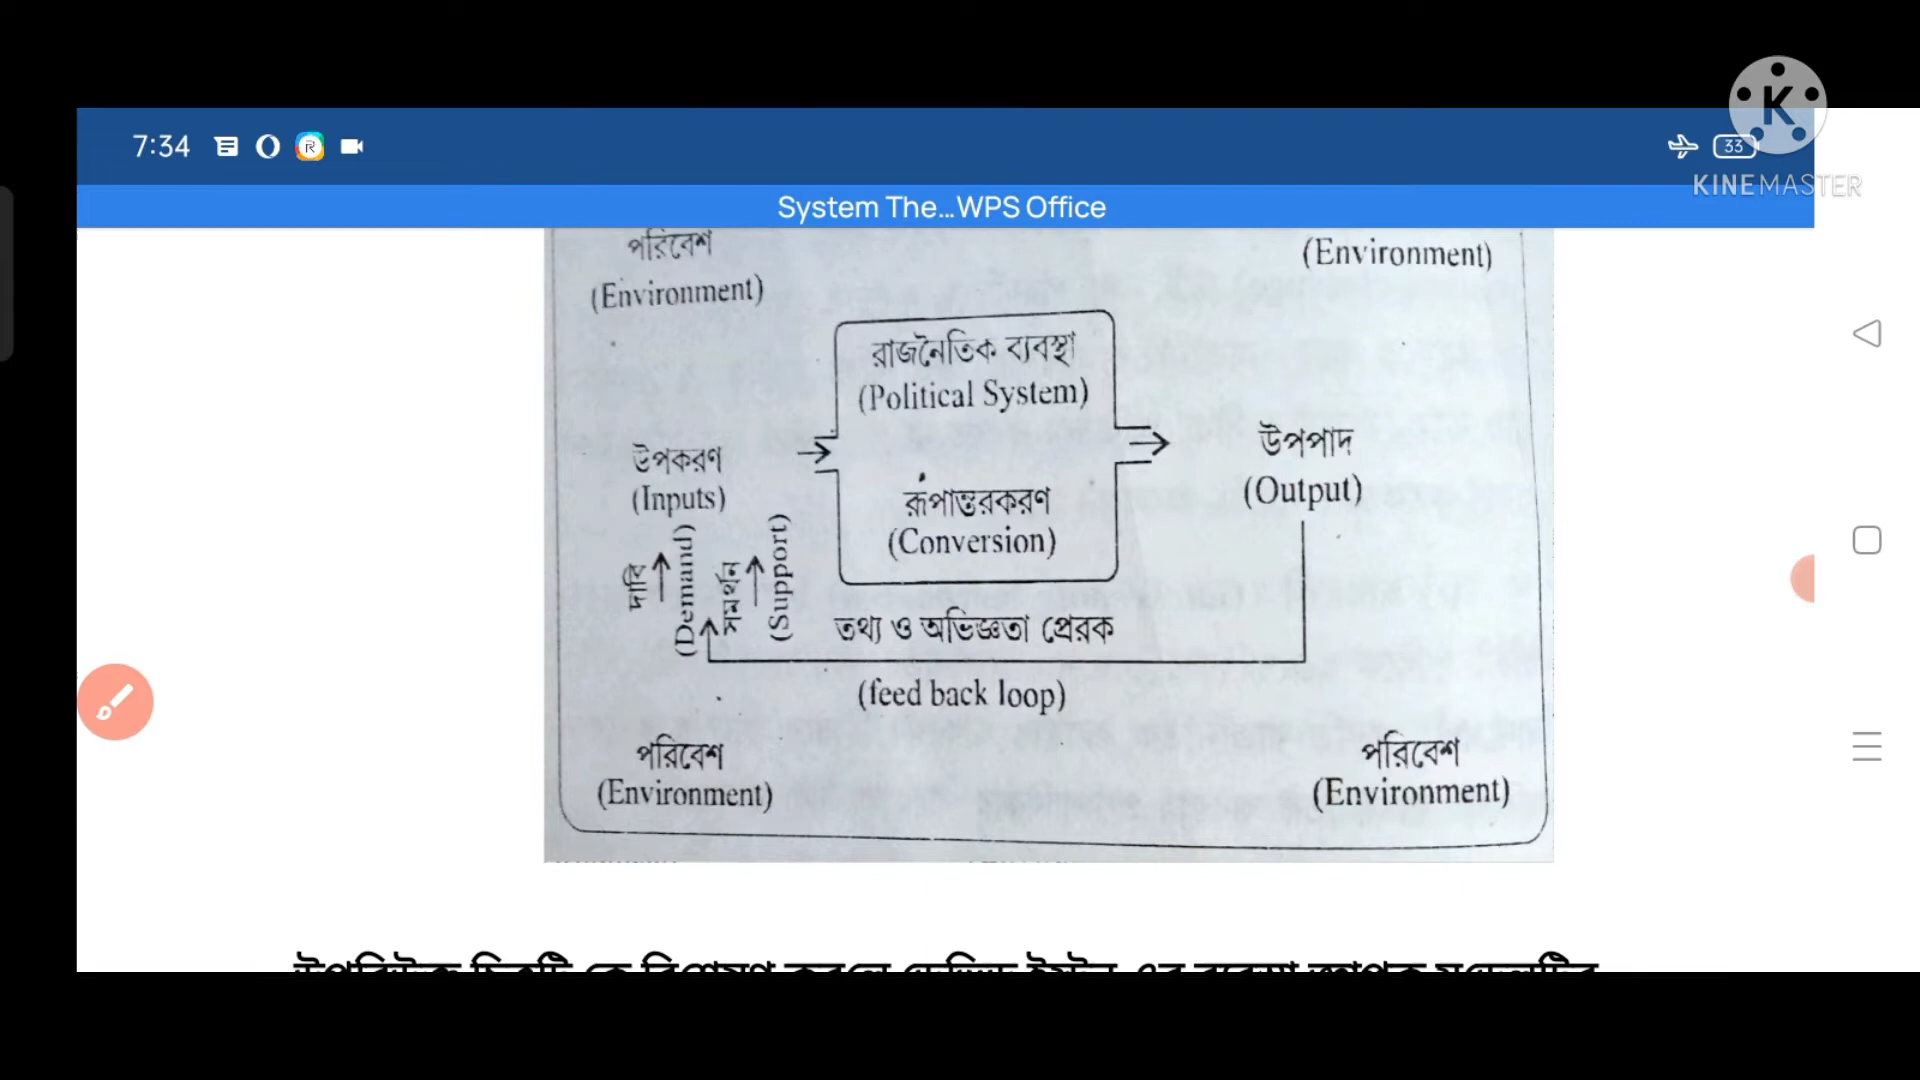 7:34
33
KINEMASTER
System The...WPS Office
পরিবেশ
(Environment)
(Environment)
রাজনৈতিক ব্যবস্থা
(Political System)
উপকরণ
(Inputs)
উপপাদ
(Output)
রূপান্তরকরণ
(Conversion)
দাবি
(Demand)
সমর্থন
(Support)
তথ্য ও অভিজ্ঞতা প্রেরক
(feed back loop)
পরিবেশ
(Environment)
পরিবেশ
(Environment)